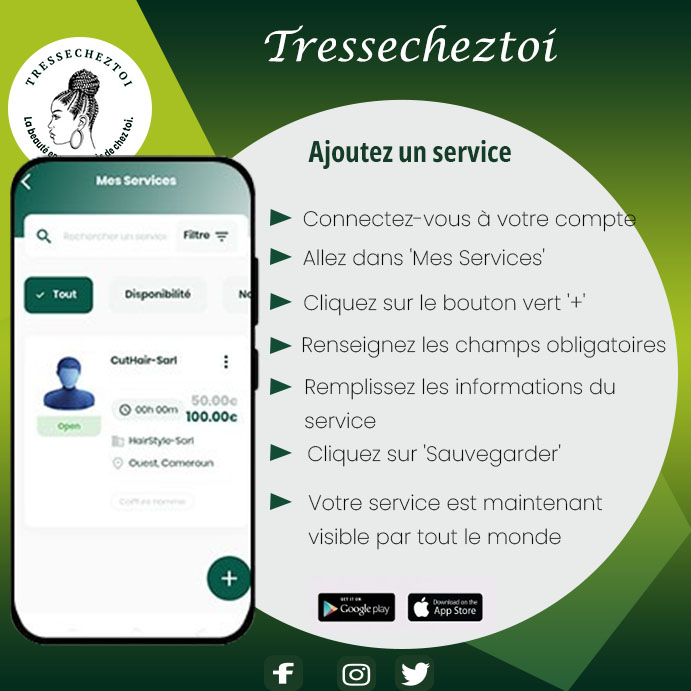 Tressecheztoi
TRESSECHEZTOI
La beauté en de chez toi.
Ajoutez un service
Mes Services
Rechercher un service
Filtre
Tout
Disponibilité
No
CutHair-Sarl
50.00€
00h 00m
100.00€
Open
HairStyle-Sarl
Ouest, Cameroun
Coiffure homme
+
► Connectez-vous à votre compte
► Allez dans 'Mes Services'
► Cliquez sur le bouton vert '+'
► Renseignez les champs obligatoires
► Remplissez les informations du
service
► Cliquez sur 'Sauvegarder'
► Votre service est maintenant
visible par tout le monde
GET IT ON
Google play
Download on the
App Store